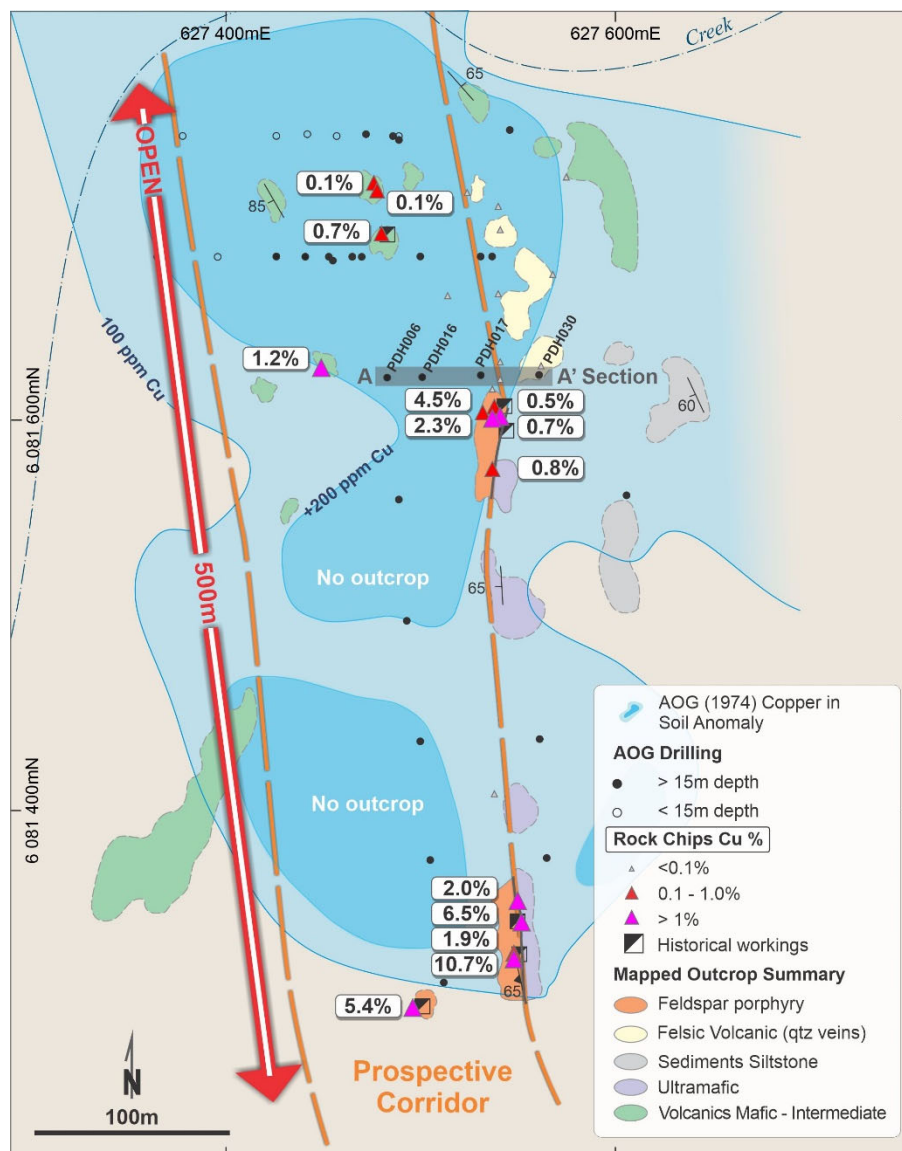 627 400mE
627 600mE
Creek
65
OPEN
0.1%
0.1%
85
0.7%
100 ppm Cu
PDH006
PDH016
PDH017
PDH030
1.2%
A
A' Section
4.5%
0.5%
2.3%
0.7%
60
6 081 600mN
0.8%
+200 ppm Cu
No outcrop
65
500m
No outcrop
6 081 400mN
2.0%
6.5%
1.9%
10.7%
65
5.4%
Prospective
Corridor
N
100m
AOG (1974) Copper in
Soil Anomaly
AOG Drilling
> 15m depth
< 15m depth
Rock Chips Cu %
<0.1%
0.1 - 1.0%
> 1%
Historical workings
Mapped Outcrop Summary
Feldspar porphyry
Felsic Volcanic (qtz veins)
Sediments Siltstone
Ultramafic
Volcanics Mafic - Intermediate